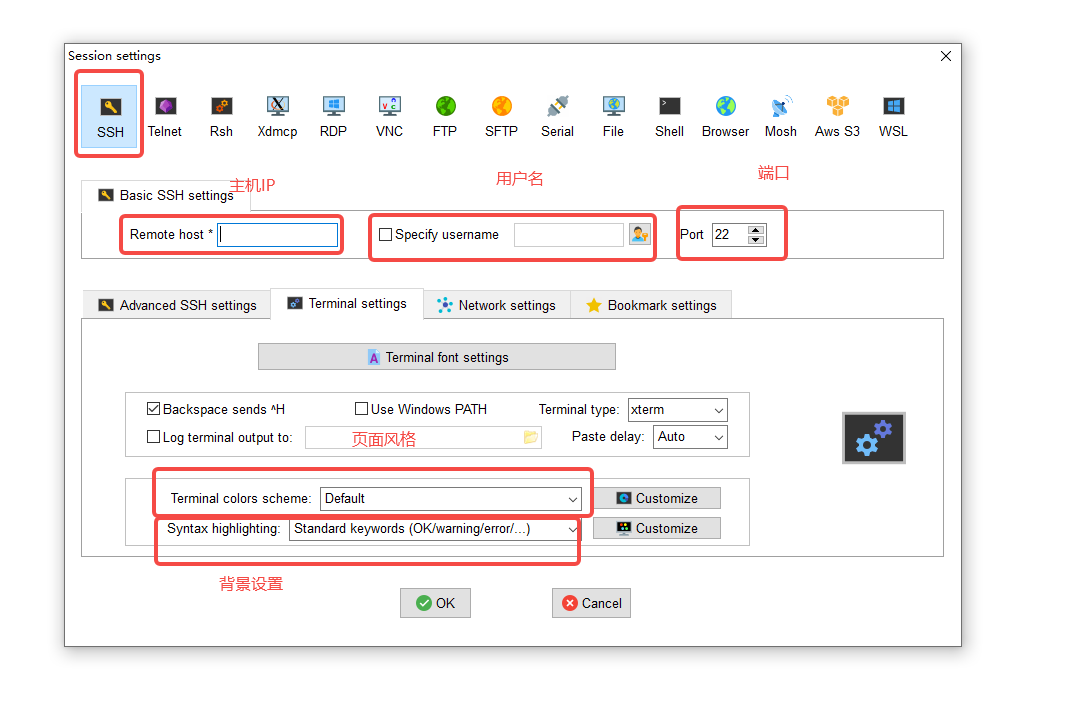 Session settings
SSH Telnet Rsh Xdmcp RDP VNC FTP SFTP Serial File Shell Browser Mosh Aws S3 WSL
主机IP 用户名 端口
Basic SSH settings
Remote host * Specify username Port 22
Advanced SSH settings Terminal settings Network settings Bookmark settings
Terminal font settings
Backspace sends ^H Use Windows PATH Terminal type: xterm
Log terminal output to: 页面风格 Paste delay: Auto
Terminal colors scheme: Default Customize
Syntax highlighting: Standard keywords (OK/warning/error/...) Customize
背景设置
OK Cancel